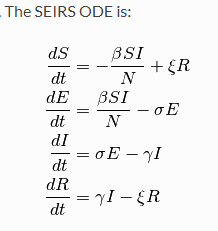 . The SEIRS ODE is:
dS/dt = − βSI/N + ξR
dE/dt = βSI/N − σE
dI/dt = σE − γI
dR/dt = γI − ξR